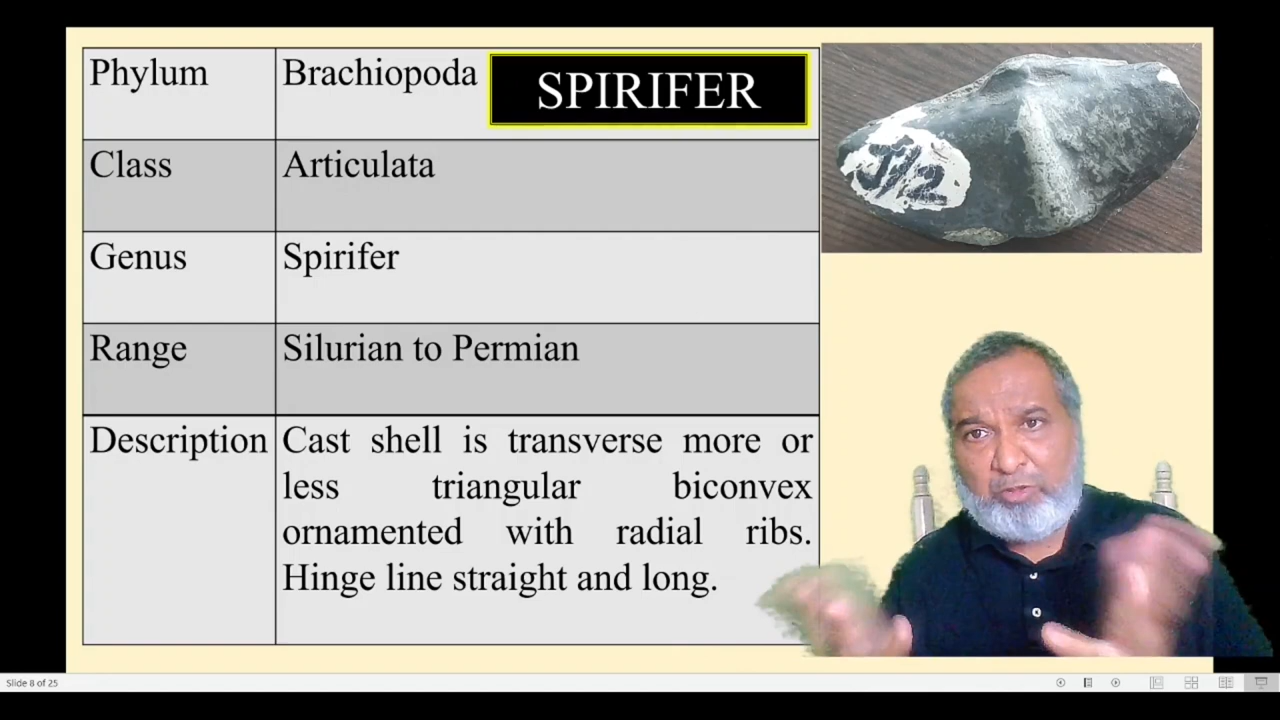 SPIRIFER
Phylum Brachiopoda
Class Articulata
Genus Spirifer
Range Silurian to Permian
Description Cast shell is transverse more or
less triangular biconvex
ornamented with radial ribs.
Hinge line straight and long.
J/2
Slide 8 of 25